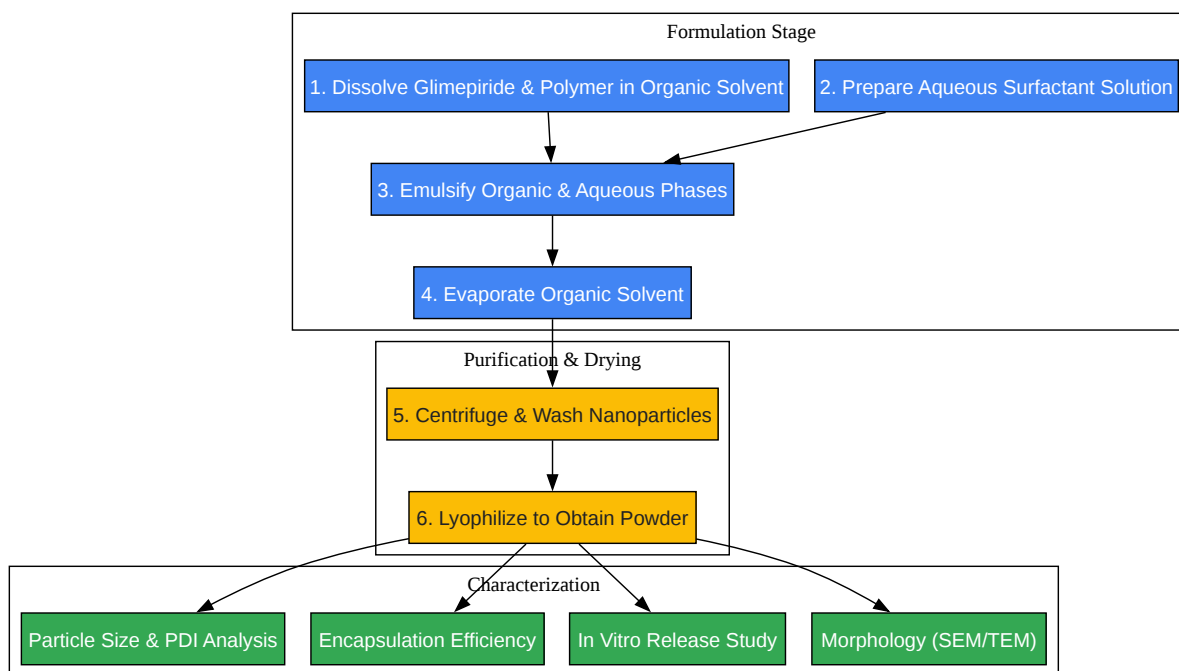 Formulation Stage
1. Dissolve Glimepiride & Polymer in Organic Solvent
2. Prepare Aqueous Surfactant Solution
3. Emulsify Organic & Aqueous Phases
4. Evaporate Organic Solvent
Purification & Drying
5. Centrifuge & Wash Nanoparticles
6. Lyophilize to Obtain Powder
Characterization
Particle Size & PDI Analysis
Encapsulation Efficiency
In Vitro Release Study
Morphology (SEM/TEM)